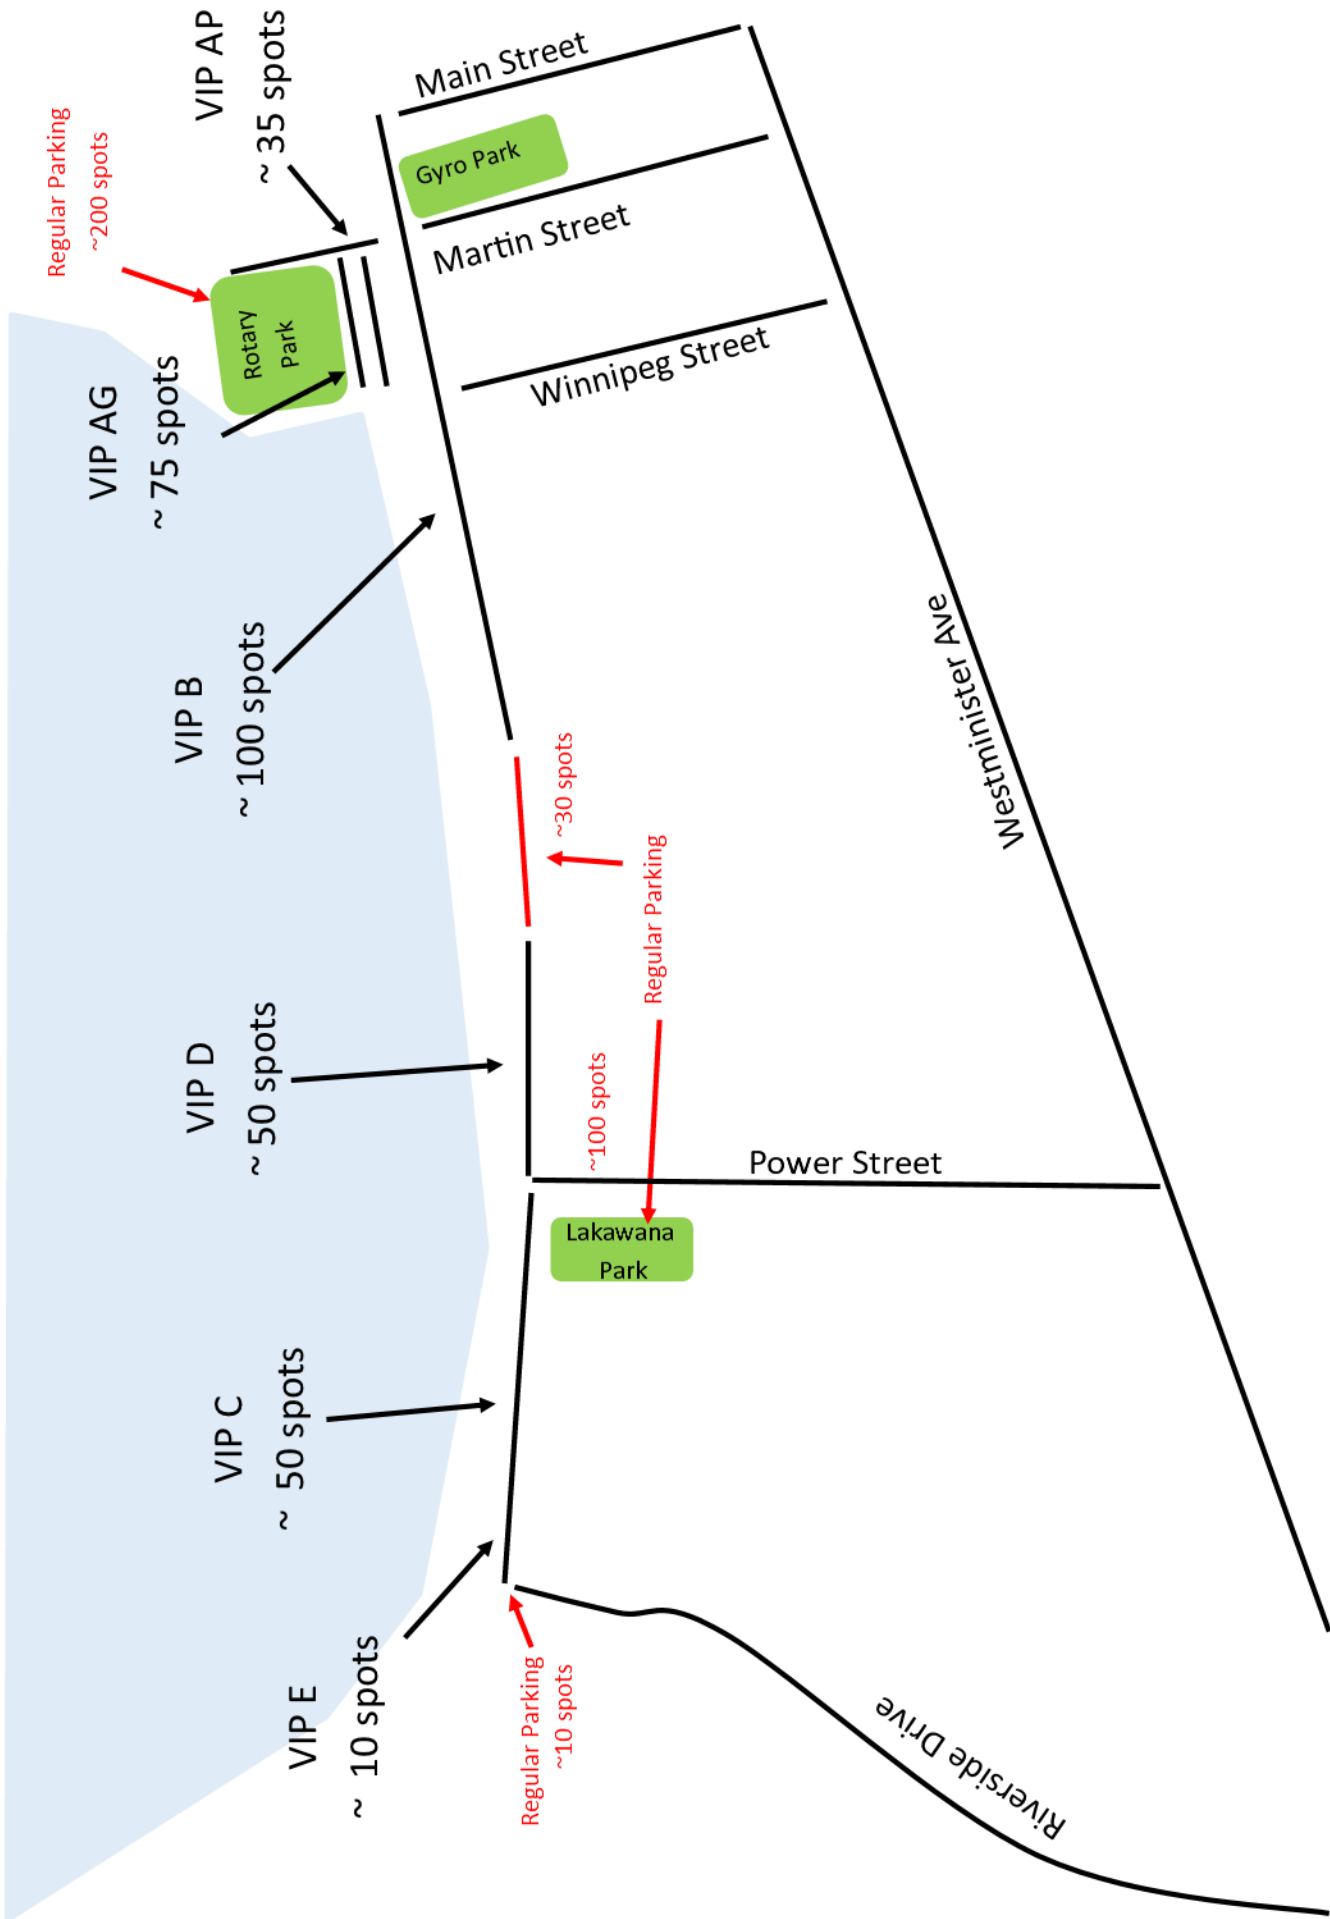 VIP AP
~ 35 spots
Main Street
Regular Parking
~200 spots
Gyro Park
Martin Street
Rotary
Park
Winnipeg Street
VIP AG
~ 75 spots
VIP B
~ 100 spots
Westminister Ave
~30 spots
Regular Parking
~100 spots
VIP D
~ 50 spots
Power Street
Lakawana
Park
VIP C
~ 50 spots
VIP E
~ 10 spots
Regular Parking
~10 spots
Riverside Drive